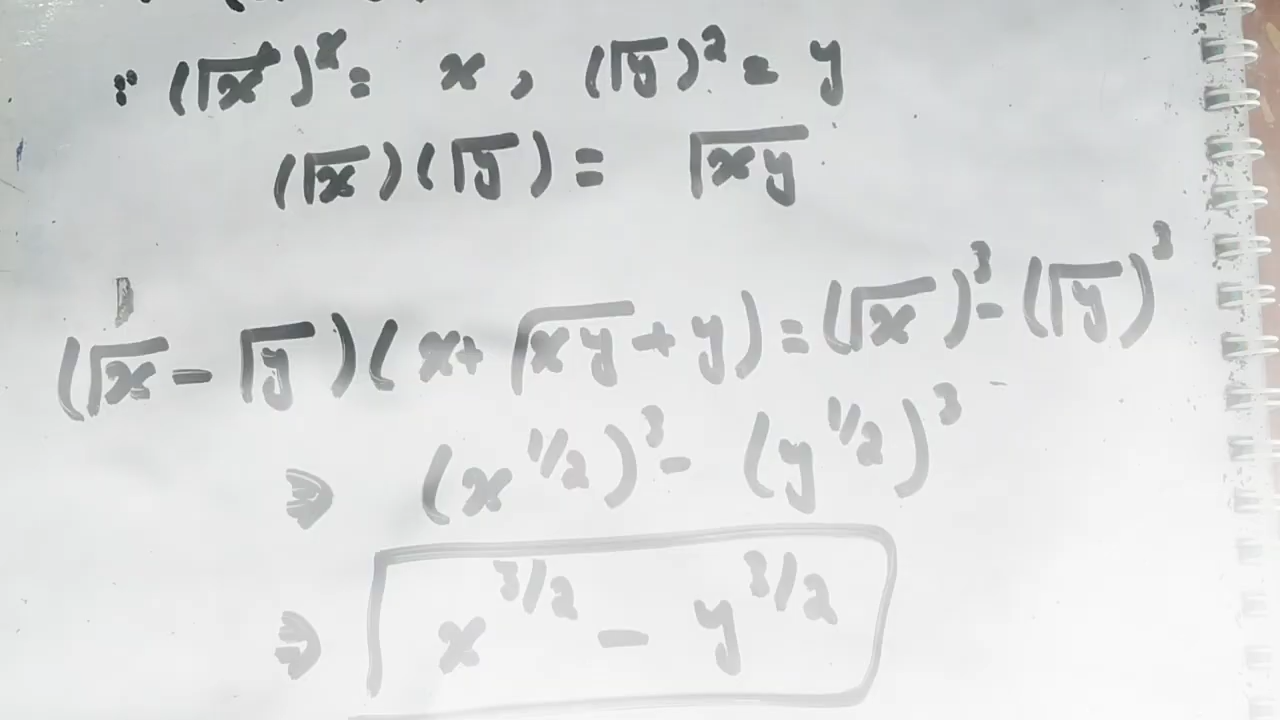 ∵ (√x)² = x , (√y)² = y
(√x)(√y) = √xy
(√x - √y)(x + √xy + y) = (√x)³ - (√y)³
⇒ (x^1/2)³ - (y^1/2)³
⇒ x^3/2 - y^3/2